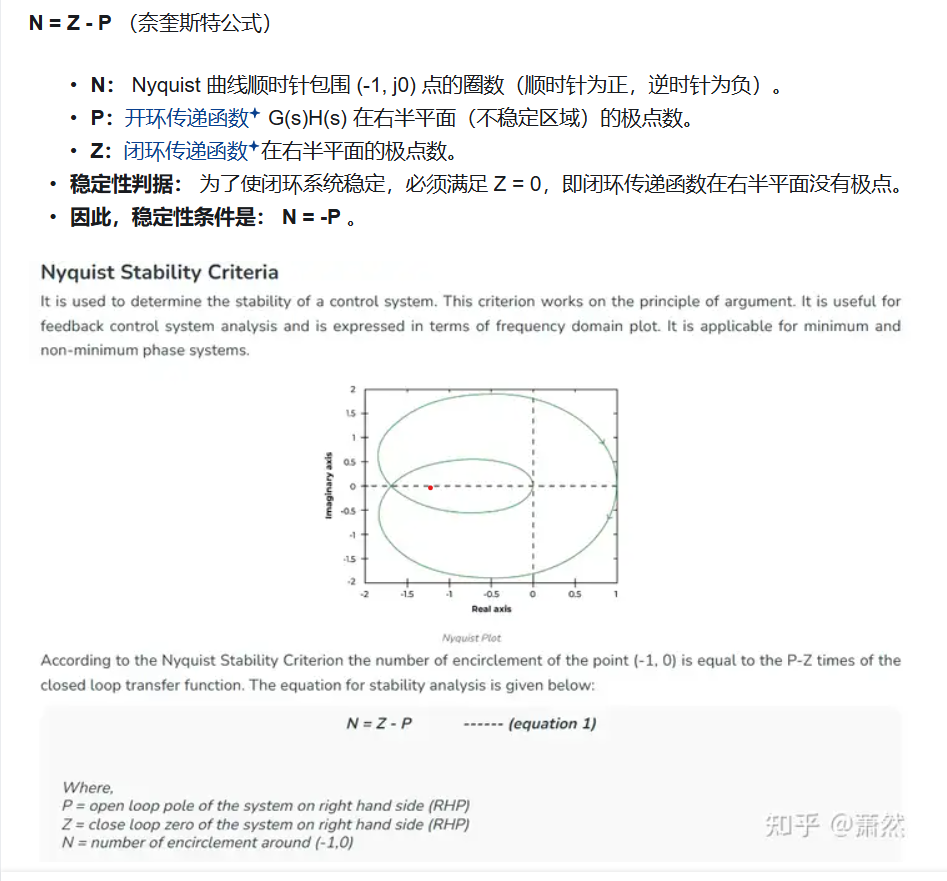 N = Z - P （奈奎斯特公式）
• N： Nyquist 曲线顺时针包围 (-1, j0) 点的圈数（顺时针为正，逆时针为负）。
• P：开环传递函数 G(s)H(s) 在右半平面（不稳定区域）的极点数。
• Z：闭环传递函数在右半平面的极点数。
• 稳定性判据： 为了使闭环系统稳定，必须满足 Z = 0，即闭环传递函数在右半平面没有极点。
• 因此，稳定性条件是： N = -P 。
Nyquist Stability Criteria
It is used to determine the stability of a control system. This criterion works on the principle of argument. It is useful for
feedback control system analysis and is expressed in terms of frequency domain plot. It is applicable for minimum and
non-minimum phase systems.
2
1.5
1
0.5
0
-0.5
-1
-1.5
-2
Imaginary axis
-2 -1.5 -1 -0.5 0 0.5 1
Real axis
Nyquist Plot
According to the Nyquist Stability Criterion the number of encirclement of the point (-1, 0) is equal to the P-Z times of the
closed loop transfer function. The equation for stability analysis is given below:
N = Z - P ------ (equation 1)
Where,
P = open loop pole of the system on right hand side (RHP)
Z = close loop zero of the system on right hand side (RHP)
N = number of encirclement around (-1,0)
知乎 @萧然